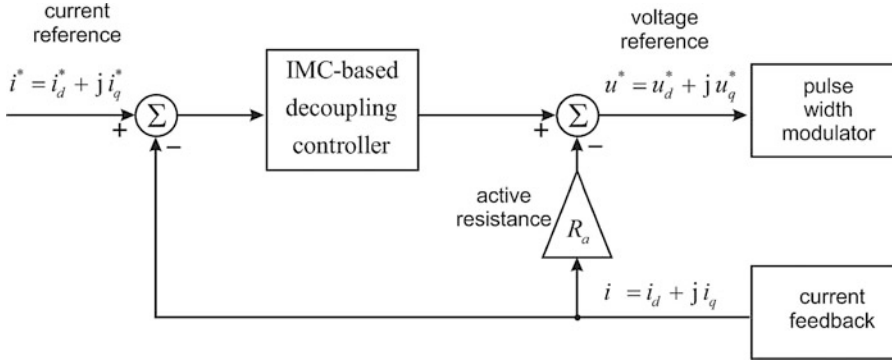 current
reference
i* = i*_d + j i*_q
+
Σ
−
IMC-based
decoupling
controller
+
Σ
−
voltage
reference
u* = u*_d + j u*_q
pulse
width
modulator
active
resistance
R_a
i = i_d + j i_q
current
feedback